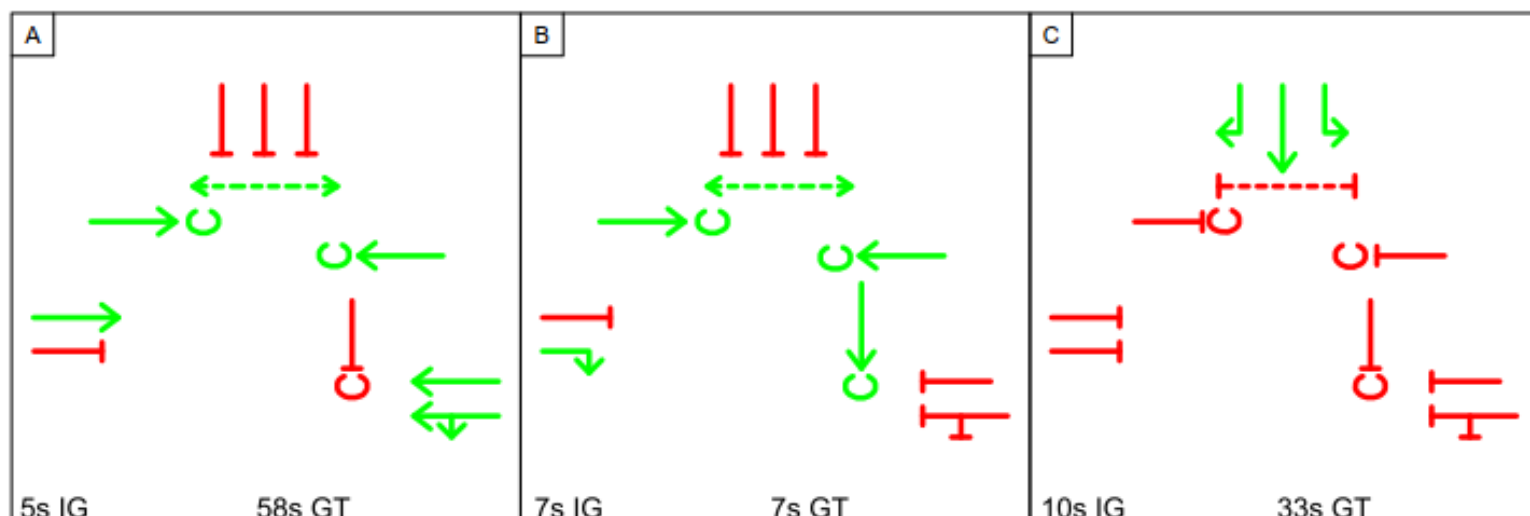 A B C
C C C
C C C
C C C
5s IG 58s GT 7s IG 7s GT 10s IG 33s GT